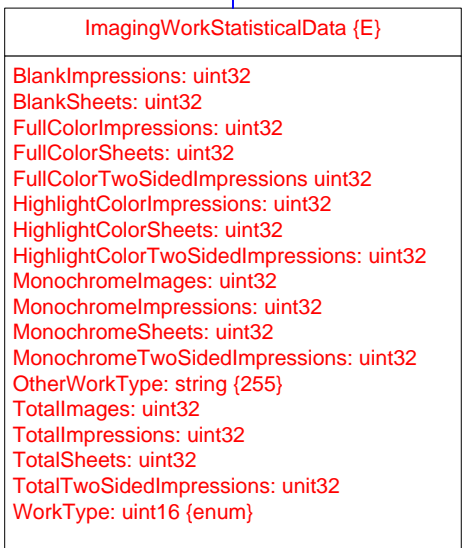 ImagingWorkStatisticalData {E}
BlankImpressions: uint32
BlankSheets: uint32
FullColorImpressions: uint32
FullColorSheets: uint32
FullColorTwoSidedImpressions uint32
HighlightColorImpressions: uint32
HighlightColorSheets: uint32
HighlightColorTwoSidedImpressions: uint32
MonochromeImages: uint32
MonochromeImpressions: uint32
MonochromeSheets: uint32
MonochromeTwoSidedImpressions: uint32
OtherWorkType: string {255}
TotalImages: uint32
TotalImpressions: uint32
TotalSheets: uint32
TotalTwoSidedImpressions: unit32
WorkType: uint16 {enum}